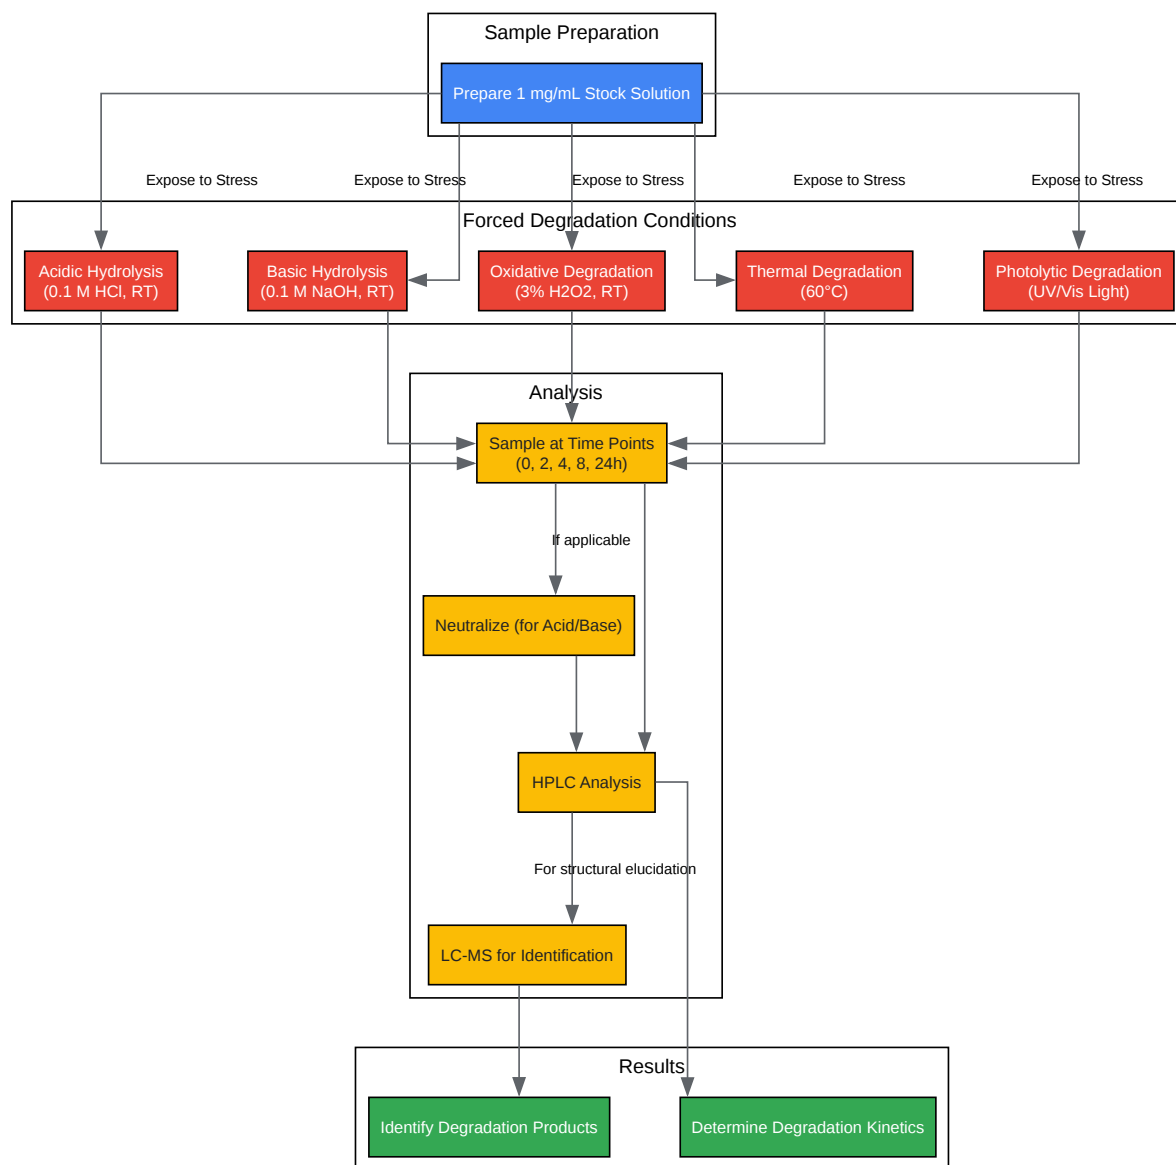 Sample Preparation
Prepare 1 mg/mL Stock Solution
Expose to Stress
Expose to Stress
Expose to Stress
Expose to Stress
Expose to Stress
Forced Degradation Conditions
Acidic Hydrolysis
(0.1 M HCl, RT)
Basic Hydrolysis
(0.1 M NaOH, RT)
Oxidative Degradation
(3% H2O2, RT)
Thermal Degradation
(60°C)
Photolytic Degradation
(UV/Vis Light)
Analysis
Sample at Time Points
(0, 2, 4, 8, 24h)
If applicable
Neutralize (for Acid/Base)
HPLC Analysis
For structural elucidation
LC-MS for Identification
Results
Identify Degradation Products
Determine Degradation Kinetics